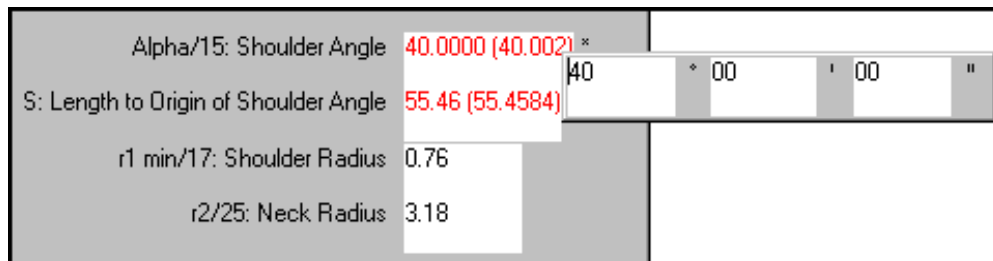 Alpha/15: Shoulder Angle 40.0000 (40.002) °
40 ° 00 ' 00 "
S: Length to Origin of Shoulder Angle 55.46 (55.4584)
r1 min/17: Shoulder Radius 0.76
r2/25: Neck Radius 3.18